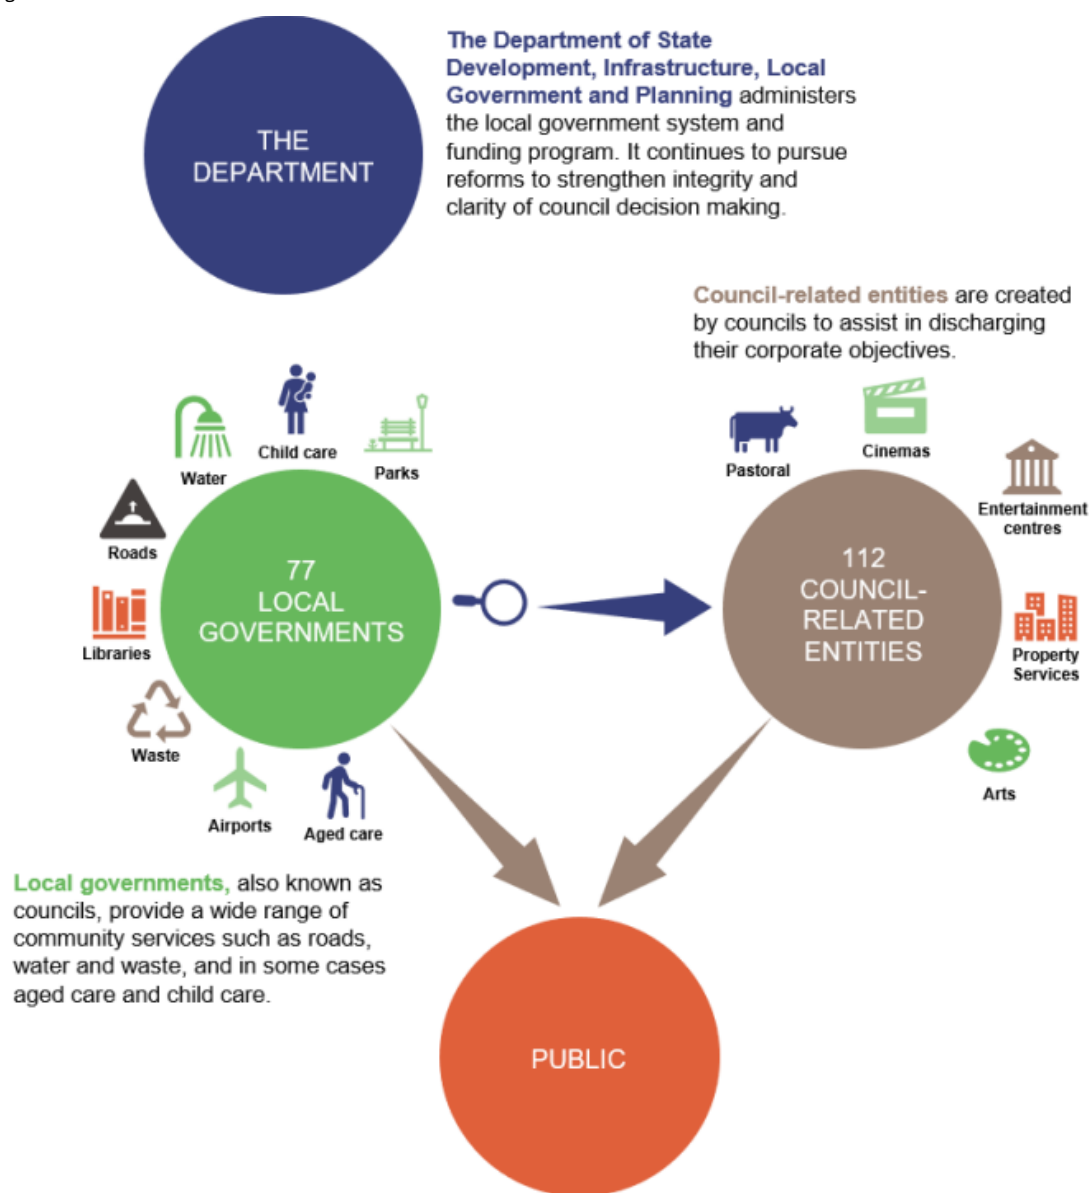 THE
DEPARTMENT
The Department of State
Development, Infrastructure, Local
Government and Planning administers
the local government system and
funding program. It continues to pursue
reforms to strengthen integrity and
clarity of council decision making.
Council-related entities are created
by councils to assist in discharging
their corporate objectives.
Child care
Water
Parks
Roads
Libraries
Waste
Airports
Aged care
77
LOCAL
GOVERNMENTS
Pastoral
Cinemas
Entertainment
centres
Property
Services
Arts
112
COUNCIL-
RELATED
ENTITIES
Local governments, also known as
councils, provide a wide range of
community services such as roads,
water and waste, and in some cases
aged care and child care.
PUBLIC